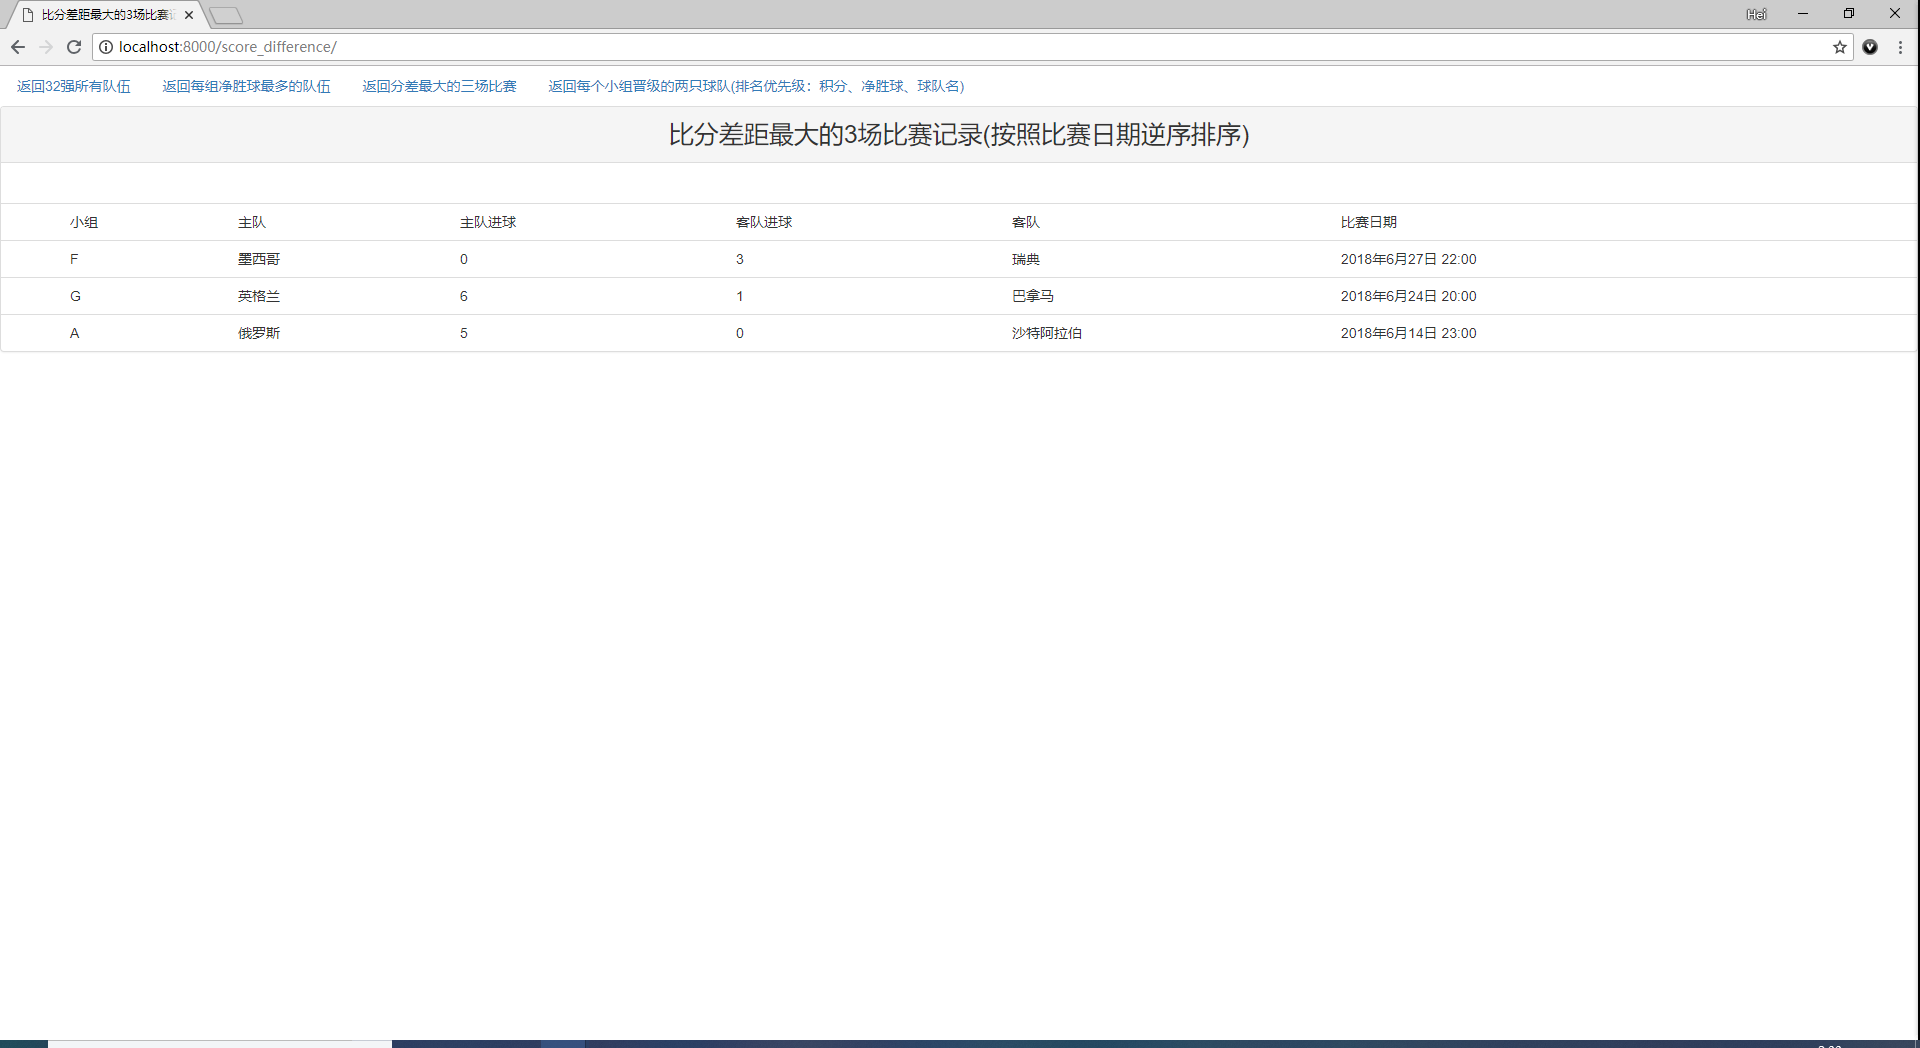 比分差距最大的3场比赛
Hei
localhost:8000/score_difference/
返回32强所有队伍 返回每组净胜球最多的队伍 返回分差最大的三场比赛 返回每个小组晋级的两只球队(排名优先级：积分、净胜球、球队名)
比分差距最大的3场比赛记录(按照比赛日期逆序排序)
小组 主队 主队进球 客队进球 客队 比赛日期
F 墨西哥 0 3 瑞典 2018年6月27日 22:00
G 英格兰 6 1 巴拿马 2018年6月24日 20:00
A 俄罗斯 5 0 沙特阿拉伯 2018年6月14日 23:00